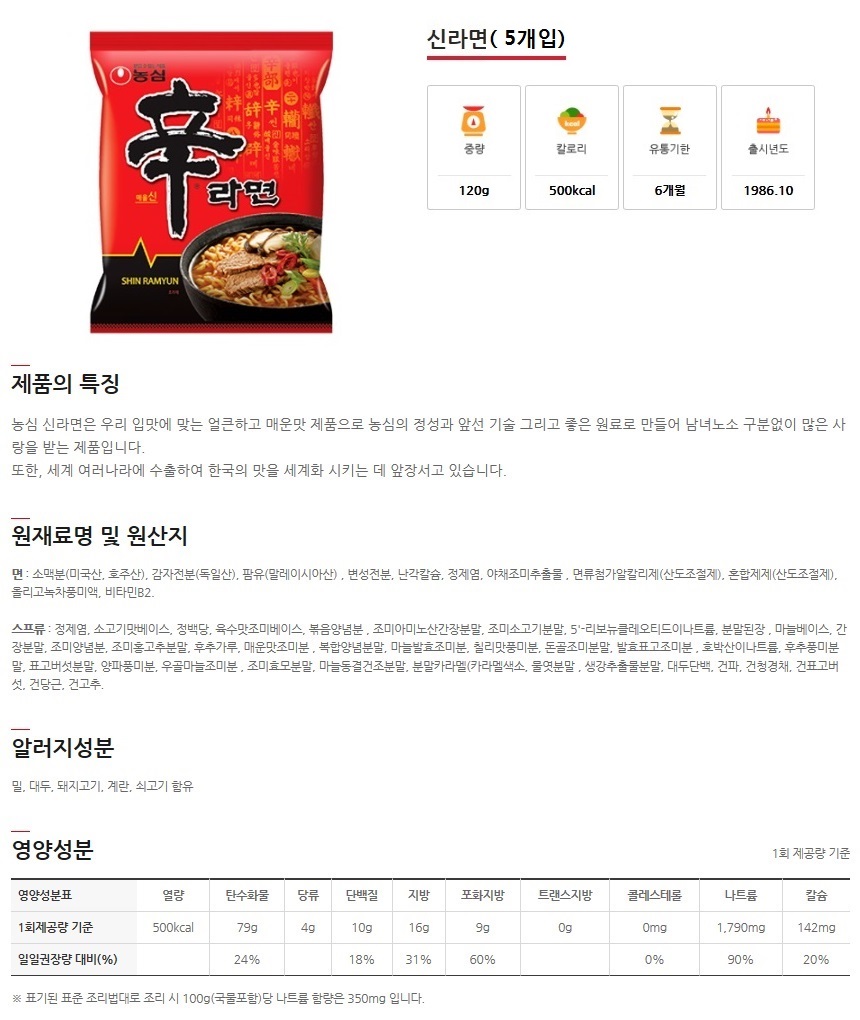 신라면( 5개입)
농심
辛
라면
매울신
SHIN RAMYUN
중량
칼로리
유통기한
출시년도
120g
500kcal
6개월
1986.10
제품의 특징
농심 신라면은 우리 입맛에 맞는 얼큰하고 매운맛 제품으로 농심의 정성과 앞선 기술 그리고 좋은 원료로 만들어 남녀노소 구분없이 많은 사
랑을 받는 제품입니다.
또한, 세계 여러나라에 수출하여 한국의 맛을 세계화 시키는 데 앞장서고 있습니다.
원재료명 및 원산지
면 : 소맥분(미국산, 호주산), 감자전분(독일산), 팜유(말레이시아산) , 변성전분, 난각칼슘, 정제염, 야채조미추출물 , 면류첨가알칼리제(산도조절제), 혼합제제(산도조절제),
올리고녹차풍미액, 비타민B2.
스프류 : 정제염, 소고기맛베이스, 정백당, 육수맛조미베이스, 볶음양념분 , 조미아미노산간장분말, 조미소고기분말, 5'-리보뉴클레오티드이나트륨, 분말된장 , 마늘베이스, 간
장분말, 조미양념분, 조미홍고추분말, 후추가루, 매운맛조미분 , 복합양념분말, 마늘발효조미분, 칠리맛풍미분, 돈골조미분말, 발효표고조미분 , 호박산이나트륨, 후추풍미분
말, 표고버섯분말, 양파풍미분, 우골마늘조미분 , 조미효모분말, 마늘동결건조분말, 분말카라멜(카라멜색소, 물엿분말 , 생강추출물분말, 대두단백, 건파, 건청경채, 건표고버
섯, 건당근, 건고추.
알러지성분
밀, 대두, 돼지고기, 계란, 쇠고기 함유
영양성분
1회 제공량 기준
영양성분표 열량 탄수화물 당류 단백질 지방 포화지방 트랜스지방 콜레스테롤 나트륨 칼슘
1회제공량 기준 500kcal 79g 4g 10g 16g 9g 0g 0mg 1,790mg 142mg
일일권장량 대비(%) 24% 18% 31% 60% 0% 90% 20%
※ 표기된 표준 조리법대로 조리 시 100g(국물포함)당 나트륨 함량은 350mg 입니다.